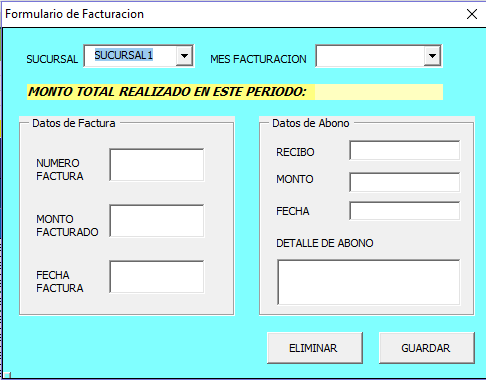 Formulario de Facturacion
SUCURSAL SUCURSAL1 MES FACTURACION
MONTO TOTAL REALIZADO EN ESTE PERIODO:
Datos de Factura
NUMERO
FACTURA
MONTO
FACTURADO
FECHA
FACTURA
Datos de Abono
RECIBO
MONTO
FECHA
DETALLE DE ABONO
ELIMINAR GUARDAR